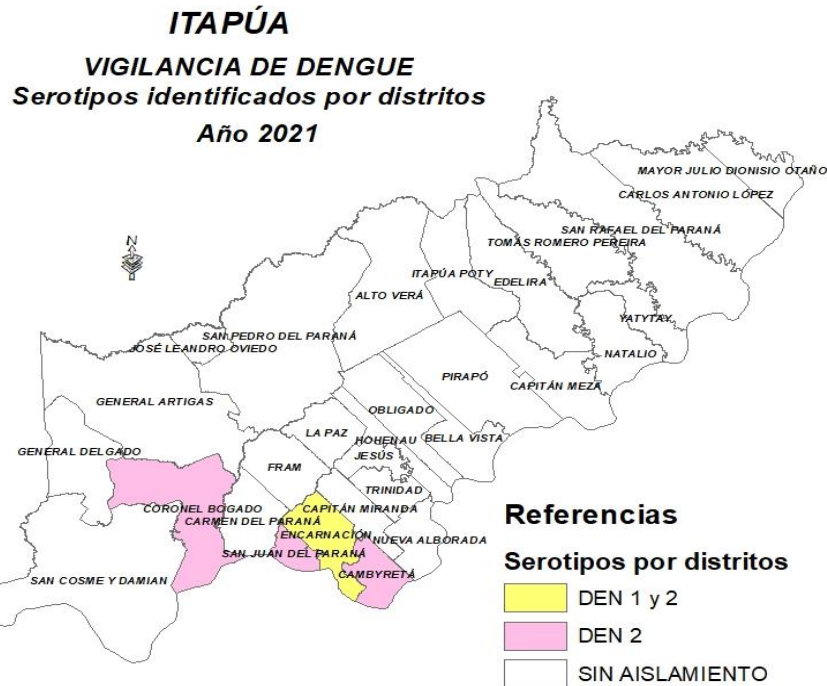 ITAPÚA
VIGILANCIA DE DENGUE
Serotipos identificados por distritos
Año 2021
N
MAYOR JULIO DIONISIO OTAÑO
CARLOS ANTONIO LÓPEZ
SAN RAFAEL DEL PARANÁ
TOMÁS ROMERO PEREIRA
ITAPÚA POTY
EDELIRA
ALTO VERÁ
YATYTAY
SAN PEDRO DEL PARANÁ
JOSÉ LEANDRO OVIEDO
NATALIO
PIRAPÓ
CAPITÁN MEZA
GENERAL ARTIGAS
OBLIGADO
LA PAZ
HOHENAU
BELLA VISTA
GENERAL DELGADO
JESÚS
FRAM
TRINIDAD
CORONEL BOGADO
CAPITÁN MIRANDA
CARMEN DEL PARANÁ
ENCARNACIÓN
NUEVA ALBORADA
SAN JUAN DEL PARANÁ
CAMBYRETÁ
SAN COSME Y DAMIAN
Referencias
Serotipos por distritos
DEN 1 y 2
DEN 2
SIN AISLAMIENTO